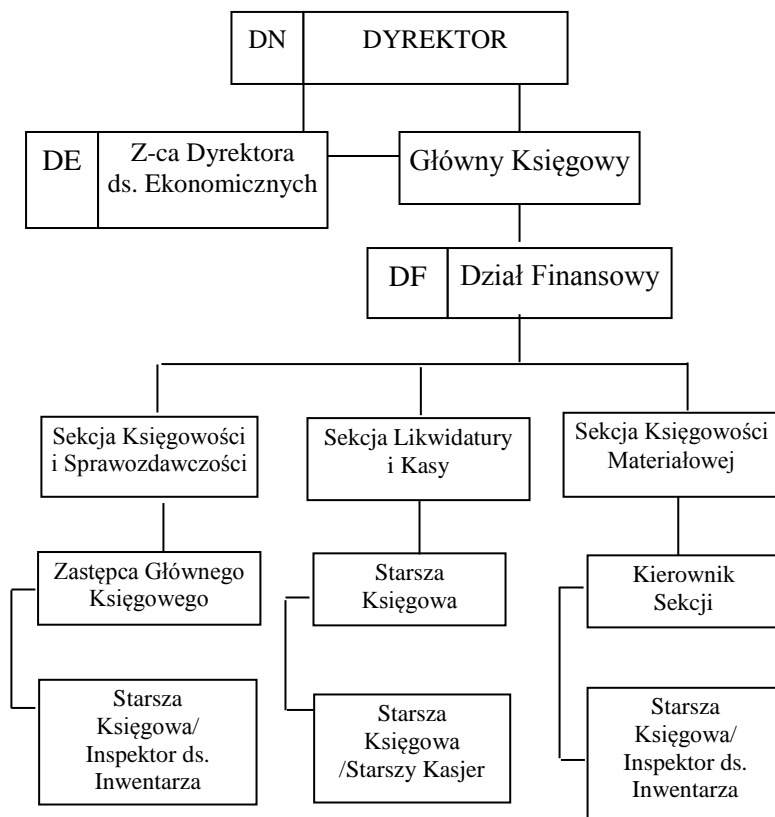 DN DYREKTOR
DE
Z-ca Dyrektora
ds. Ekonomicznych
Główny Księgowy
DF Dział Finansowy
Sekcja Księgowości
i Sprawozdawczości
Sekcja Likwidatury
i Kasy
Sekcja Księgowości
Materiałowej
Zastępca Głównego
Księgowego
Starsza
Księgowa
Kierownik
Sekcji
Starsza
Księgowa/
Inspektor ds.
Inwentarza
Starsza
Księgowa
/Starszy Kasjer
Starsza
Księgowa/
Inspektor ds.
Inwentarza